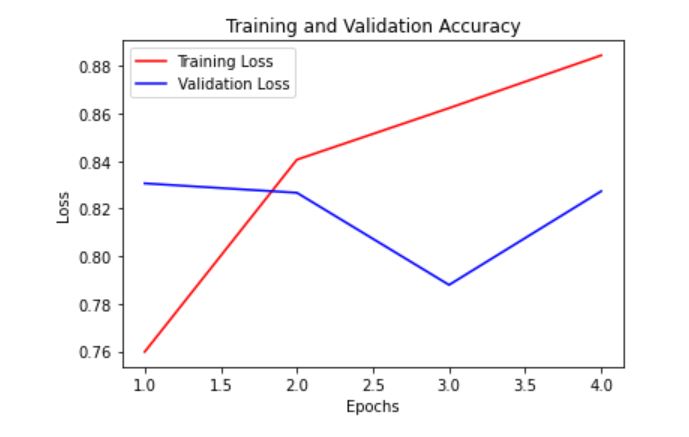 Training and Validation Accuracy
Training Loss
Validation Loss
Loss
0.88
0.86
0.84
0.82
0.80
0.78
0.76
1.0 1.5 2.0 2.5 3.0 3.5 4.0
Epochs